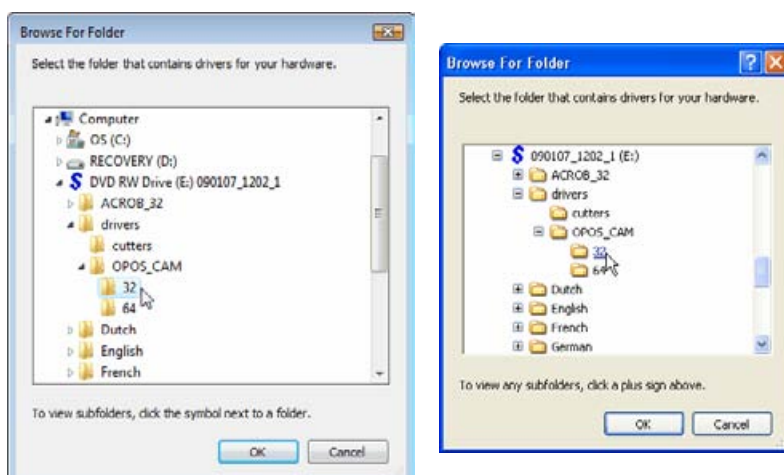 Browse For Folder
Select the folder that contains drivers for your hardware.
Computer
OS (C:)
RECOVERY (D:)
DVD RW Drive (E:) 090107_1202_1
ACROB_32
drivers
cutters
OPOS_CAM
32
64
Dutch
English
French
To view subfolders, click the symbol next to a folder.
OK Cancel
Browse For Folder
Select the folder that contains drivers for your hardware.
090107_1202_1 (E:)
ACROB_32
drivers
cutters
OPOS_CAM
32
64
Dutch
English
French
German
To view any subfolders, click a plus sign above.
OK Cancel